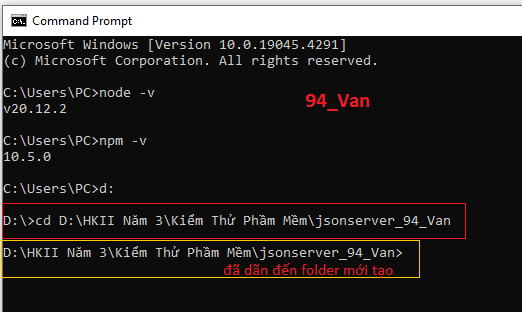 Command Prompt
Microsoft Windows [Version 10.0.19045.4291]
(c) Microsoft Corporation. All rights reserved.
C:\Users\PC>node -v
v20.12.2
94_Van
C:\Users\PC>npm -v
10.5.0
C:\Users\PC>d:
D:\>cd D:\HKII Năm 3\Kiểm Thử Phầm Mềm\jsonserver_94_Van
D:\HKII Năm 3\Kiểm Thử Phầm Mềm\jsonserver_94_Van>
đã dẫn đến folder mới tạo